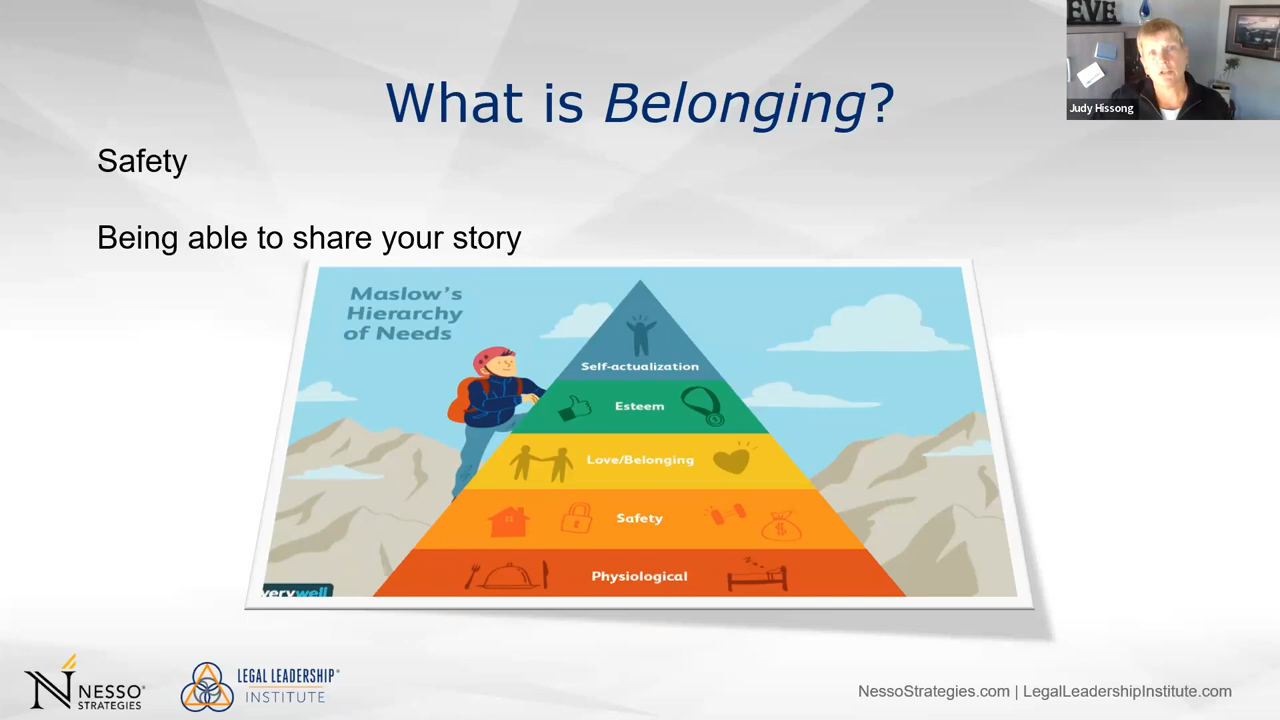 What is Belonging?
EVE
Judy Hissong
Safety
Being able to share your story
Maslow's
Hierarchy
of Needs
Self-actualization
Esteem
Love/Belonging
Safety
Physiological
verywell
NESSO
STRATEGIES
LEGAL LEADERSHIP
INSTITUTE
NessoStrategies.com | LegalLeadershipInstitute.com